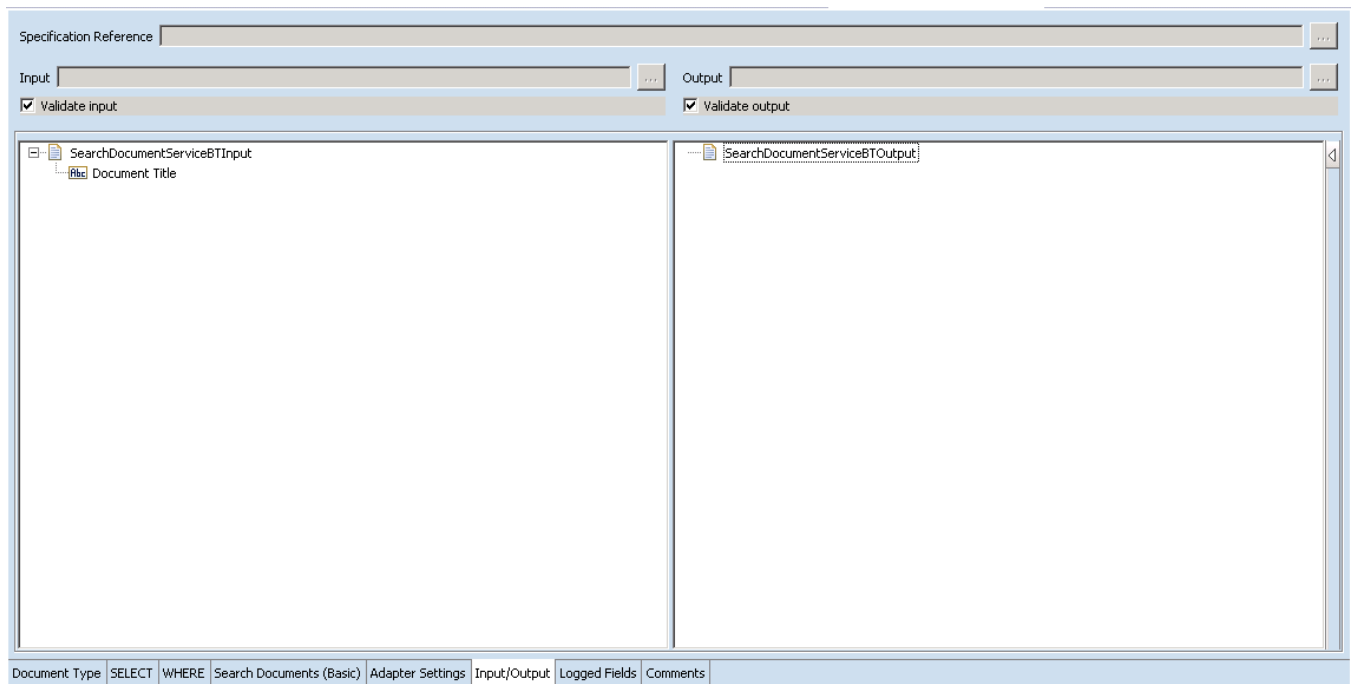 Specification Reference ...
Input ... Output ...
Validate input Validate output
SearchDocumentServiceBTInput
Abc Document Title
SearchDocumentServiceBTOutput
Document Type SELECT WHERE Search Documents (Basic) Adapter Settings Input/Output Logged Fields Comments